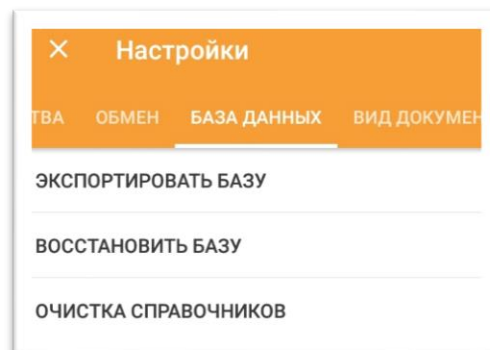 × Настройки
ТВА ОБМЕН БАЗА ДАННЫХ ВИД ДОКУМЕН
ЭКСПОРТИРОВАТЬ БАЗУ
ВОССТАНОВИТЬ БАЗУ
ОЧИСТКА СПРАВОЧНИКОВ